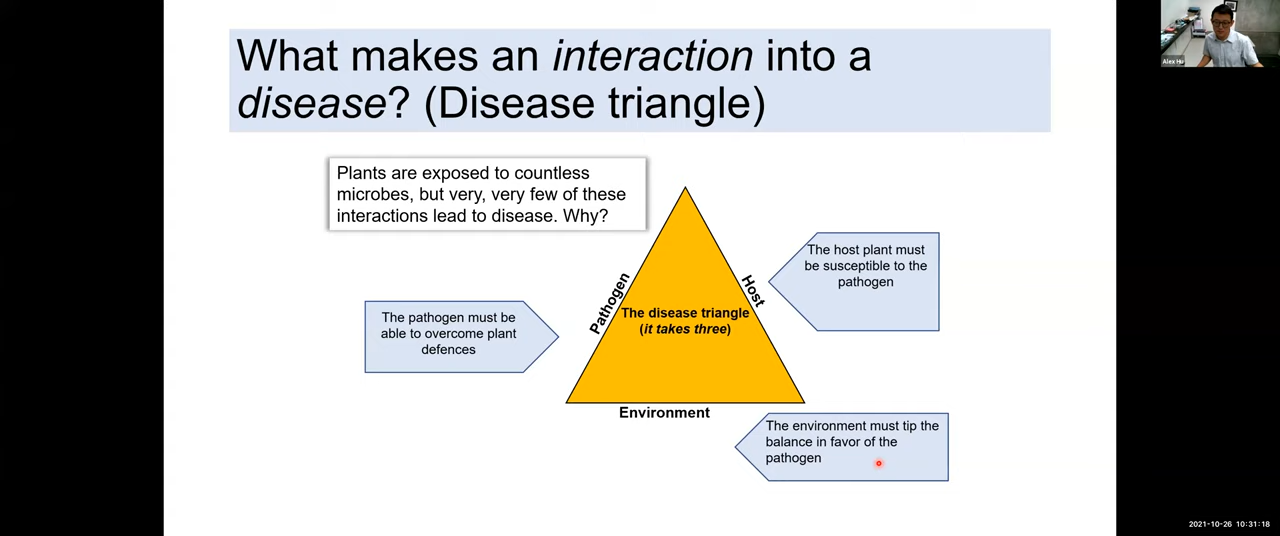 What makes an interaction into a
disease? (Disease triangle)
Alex Hu
Plants are exposed to countless
microbes, but very, very few of these
interactions lead to disease. Why?
The host plant must
be susceptible to the
pathogen
Pathogen
Host
The disease triangle
(it takes three)
The pathogen must be
able to overcome plant
defences
Environment
The environment must tip the
balance in favor of the
pathogen
2021-10-26 10:31:18